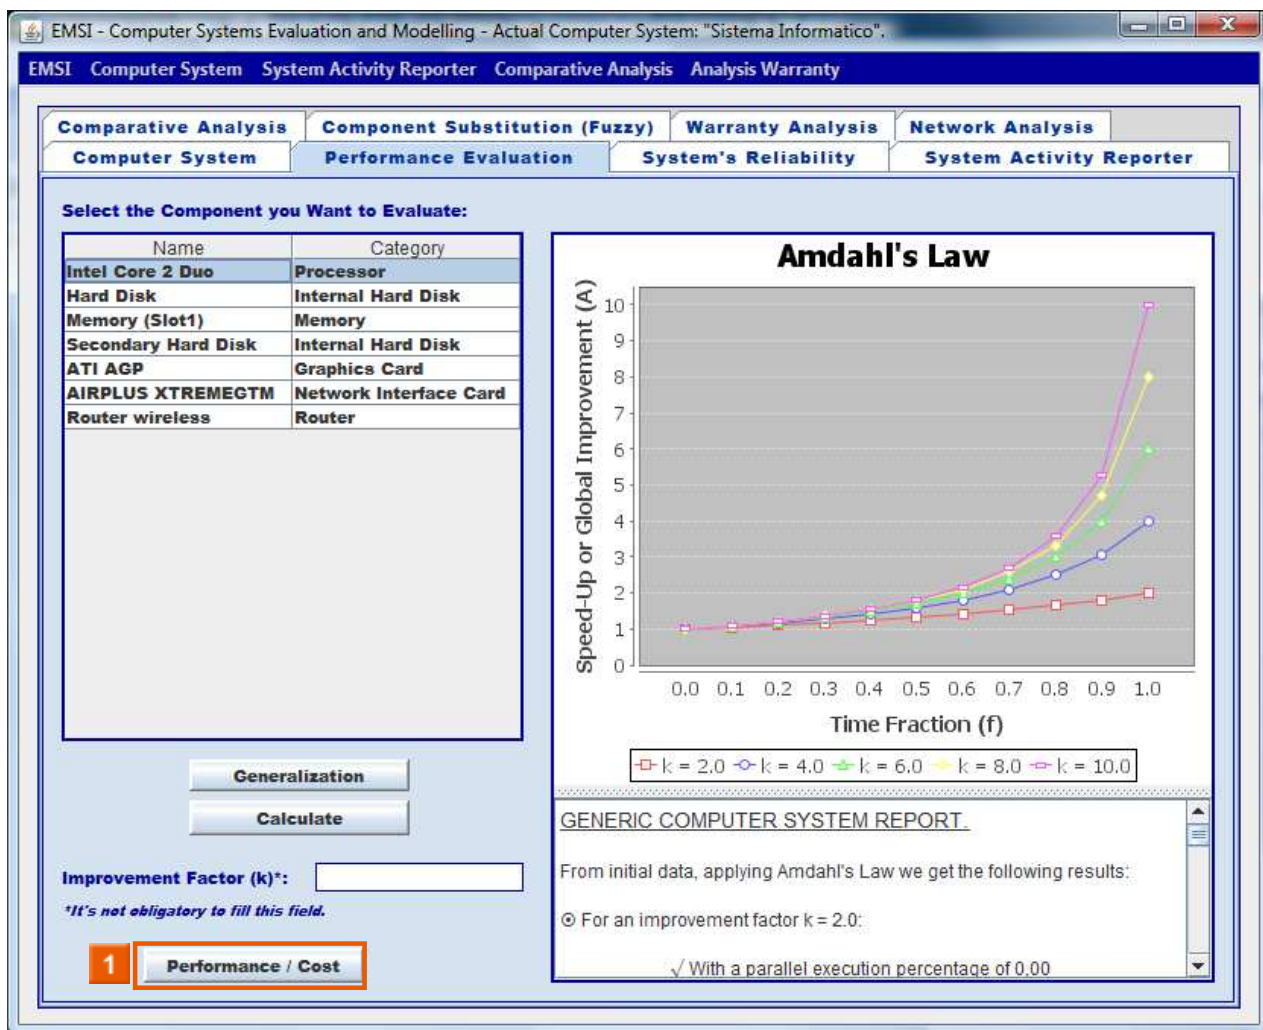 EMSI - Computer Systems Evaluation and Modelling - Actual Computer System: "Sistema Informatico".
EMSI Computer System System Activity Reporter Comparative Analysis Analysis Warranty
Comparative Analysis Component Substitution (Fuzzy) Warranty Analysis Network Analysis
Computer System Performance Evaluation System's Reliability System Activity Reporter
Select the Component you Want to Evaluate:
Name Category
Intel Core 2 Duo Processor
Hard Disk Internal Hard Disk
Memory (Slot1) Memory
Secondary Hard Disk Internal Hard Disk
ATI AGP Graphics Card
AIRPLUS XTREMEGTM Network Interface Card
Router wireless Router
Generalization
Calculate
Improvement Factor (k)*:
*It's not obligatory to fill this field.
1 Performance / Cost
Amdahl's Law
Speed-Up or Global Improvement (A)
10
9
8
7
6
5
4
3
2
1
0
0.0 0.1 0.2 0.3 0.4 0.5 0.6 0.7 0.8 0.9 1.0
Time Fraction (f)
k = 2.0 k = 4.0 k = 6.0 k = 8.0 k = 10.0
GENERIC COMPUTER SYSTEM REPORT.
From initial data, applying Amdahl's Law we get the following results:
For an improvement factor k = 2.0:
√ With a parallel execution percentage of 0,00